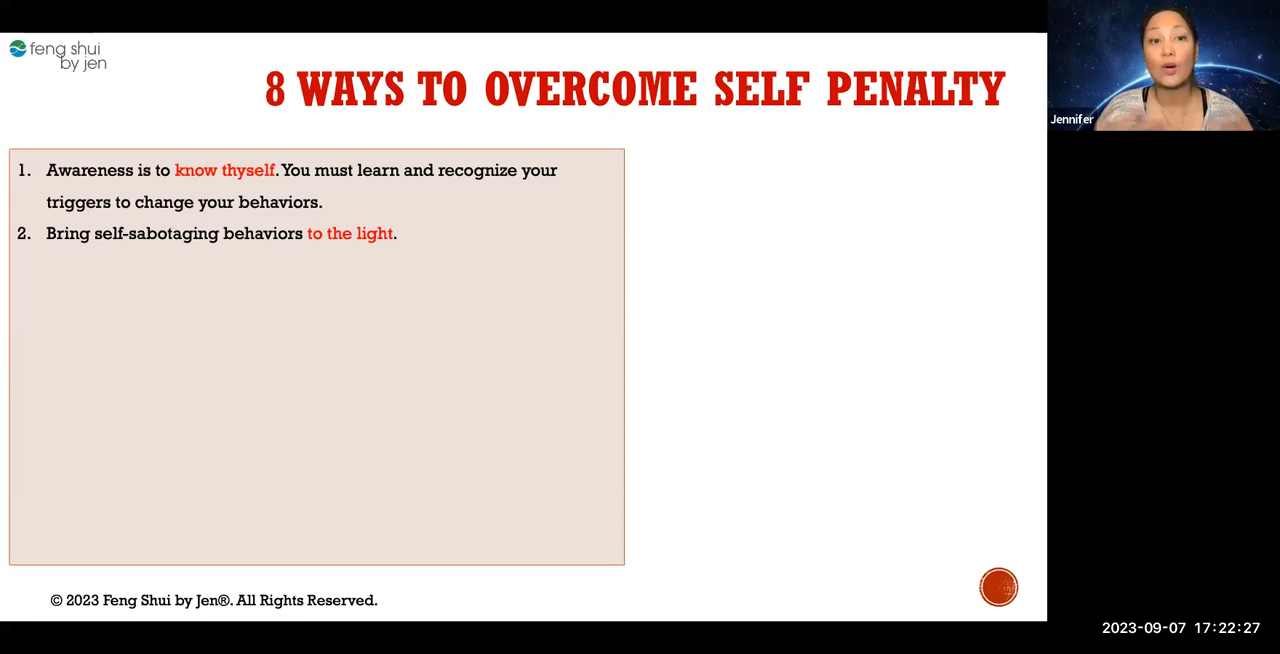 feng shui
by jen
8 WAYS TO OVERCOME SELF PENALTY
Jennifer
1. Awareness is to know thyself. You must learn and recognize your
triggers to change your behaviors.
2. Bring self-sabotaging behaviors to the light.
© 2023 Feng Shui by Jen®. All Rights Reserved.
2023-09-07 17:22:27